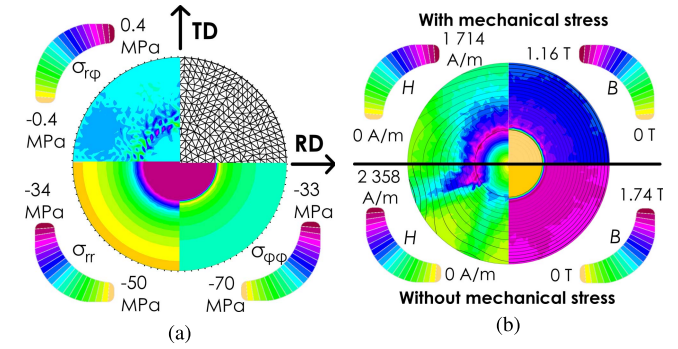 0.4
MPa
TD
σrφ
-0.4
MPa
RD
-34
MPa
-33
MPa
σrr
σφφ
-50
MPa
-70
MPa
(a)
With mechanical stress
1 714
A/m
1.16 T
H
B
0 A/m
0 T
2 358
A/m
1.74 T
H
B
0 A/m
0 T
Without mechanical stress
(b)